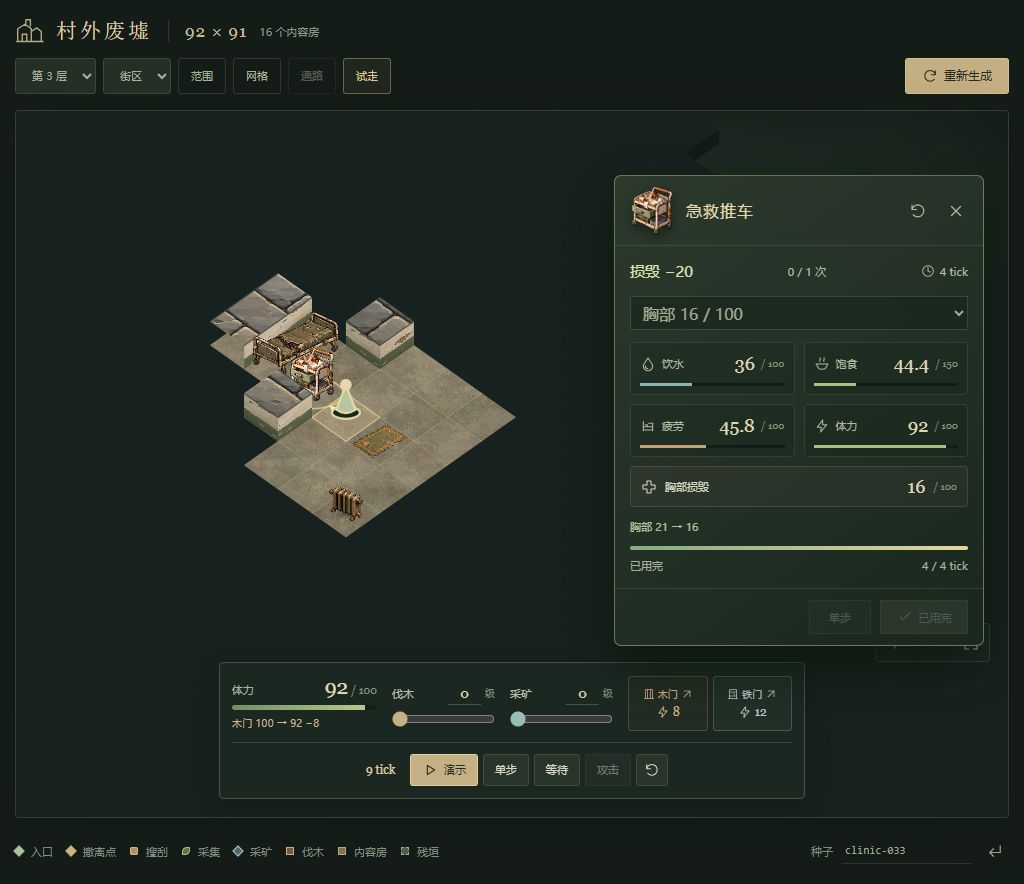 村外废墟 92 × 91 16 个内容房
第 3 层 街区 范围 网格 通路 试走 重新生成
急救推车
损毁 −20 0 / 1 次 4 tick
胸部 16 / 100
饮水 36 / 100 饱食 44.4 / 150
疲劳 45.8 / 100 体力 92 / 100
胸部损毁 16 / 100
胸部 21 → 16
已用完 4 / 4 tick
单步 已用完
体力 92 / 100 伐木 0 级 采矿 0 级 木门 ↗ 8 铁门 ↗ 12
木门 100 → 92 −8
9 tick 演示 单步 等待 攻击
入口 撤离点 搜刮 采集 采矿 伐木 内容房 残垣 种子 clinic-033